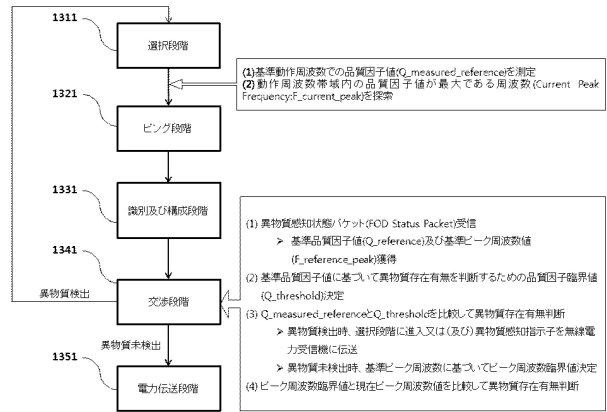 1311
選択段階
(1)基準動作周波数での品質因子値(Q_measured_reference)を測定
(2)動作周波数帯域内の品質因子値が最大である周波数(Current Peak
Frequency:F_current_peak)を探索
1321
ピング段階
1331
識別及び構成段階
1341
(1) 異物質感知状態パケット(FOD Status Packet)受信
➢ 基準品質因子値(Q_reference)及び基準ピーク周波数値
(F_reference_peak)獲得
(2) 基準品質因子値に基づいて異物質存在有無を判断するための品質因子臨界値
(Q_threshold)決定
異物質検出
交渉段階
(3) Q_measured_referenceとQ_thresholdを比較して異物質存在有無判断
➢ 異物質検出時、選択段階に進入又は(及び)異物質感知指示子を無線電
力受信機に伝送
➢ 異物質未検出時、基準ピーク周波数に基づいてピーク周波数臨界値決定
(4) ピーク周波数臨界値と現在ピーク周波数値を比較して異物質存在有無判断
異物質未検出
1351
電力伝送段階